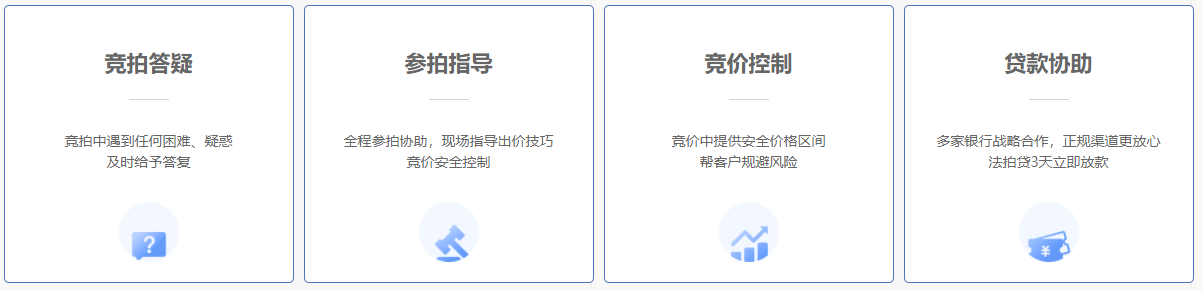 竞拍答疑
竞拍中遇到任何困难、疑惑
及时给予答复
?
参拍指导
全程参拍协助，现场指导出价技巧
竞价安全控制
竞价控制
竞价中提供安全价格区间
帮客户规避风险
贷款协助
多家银行战略合作，正规渠道更放心
法拍贷3天立即放款
¥